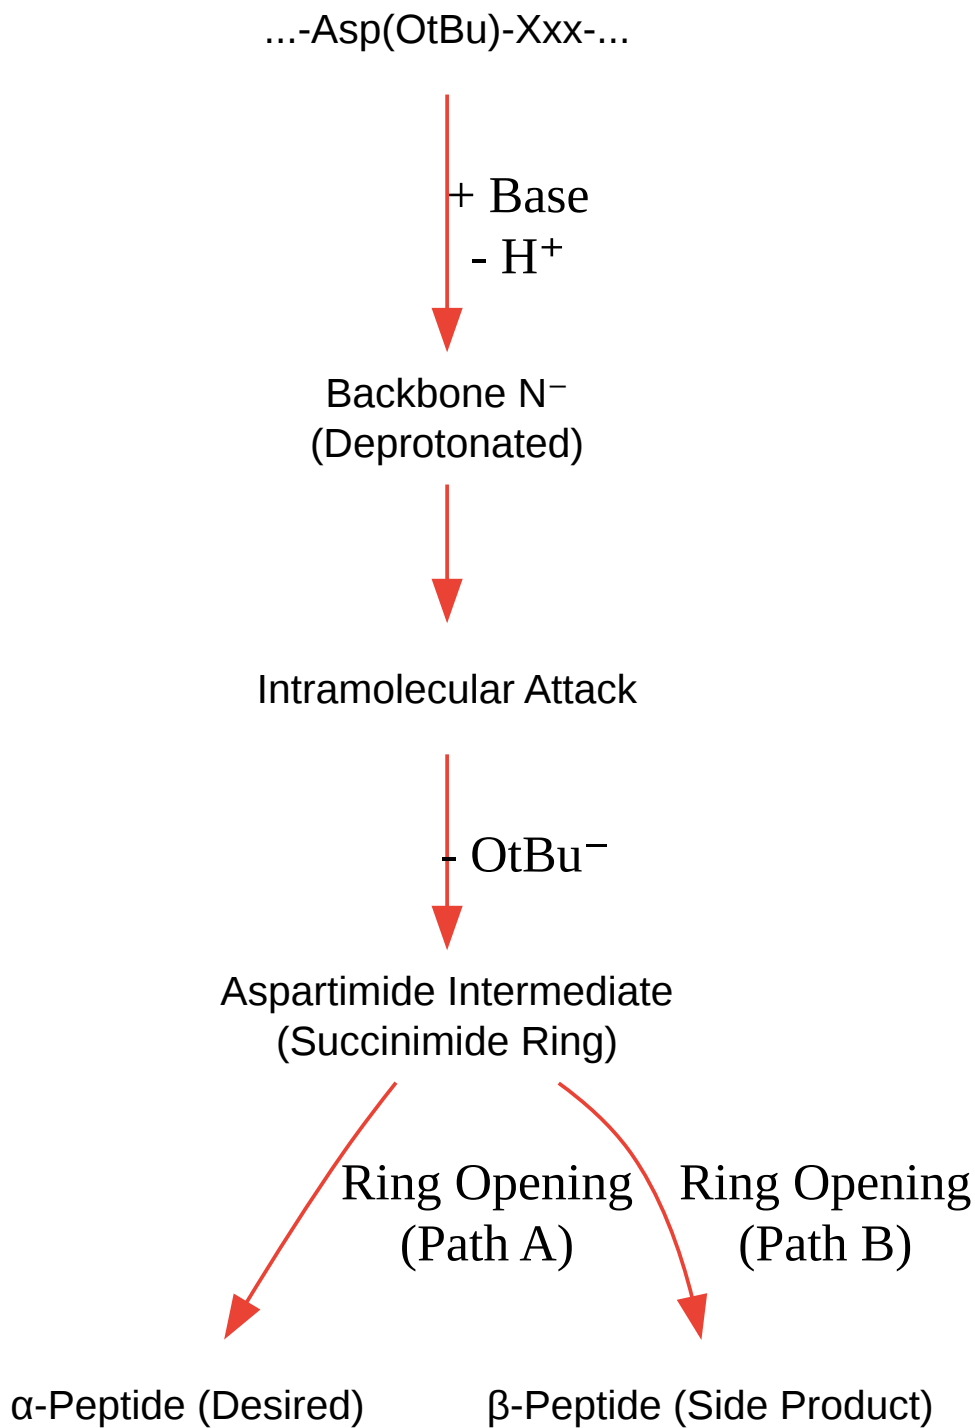 ...-Asp(OtBu)-Xxx-...
+ Base
- H⁺
Backbone N⁻
(Deprotonated)
Intramolecular Attack
- OtBu⁻
Aspartimide Intermediate
(Succinimide Ring)
Ring Opening
(Path A)
Ring Opening
(Path B)
α-Peptide (Desired)
β-Peptide (Side Product)